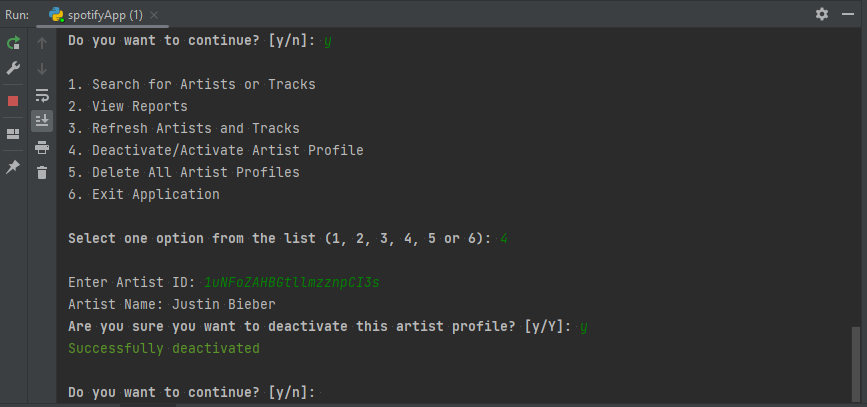 Run: spotifyApp (1)
Do you want to continue? [y/n]: y
1. Search for Artists or Tracks
2. View Reports
3. Refresh Artists and Tracks
4. Deactivate/Activate Artist Profile
5. Delete All Artist Profiles
6. Exit Application
Select one option from the list (1, 2, 3, 4, 5 or 6): 4
Enter Artist ID: 1uNFoZAHBGtllmzznpCI3s
Artist Name: Justin Bieber
Are you sure you want to deactivate this artist profile? [y/Y]: y
Successfully deactivated
Do you want to continue? [y/n]: